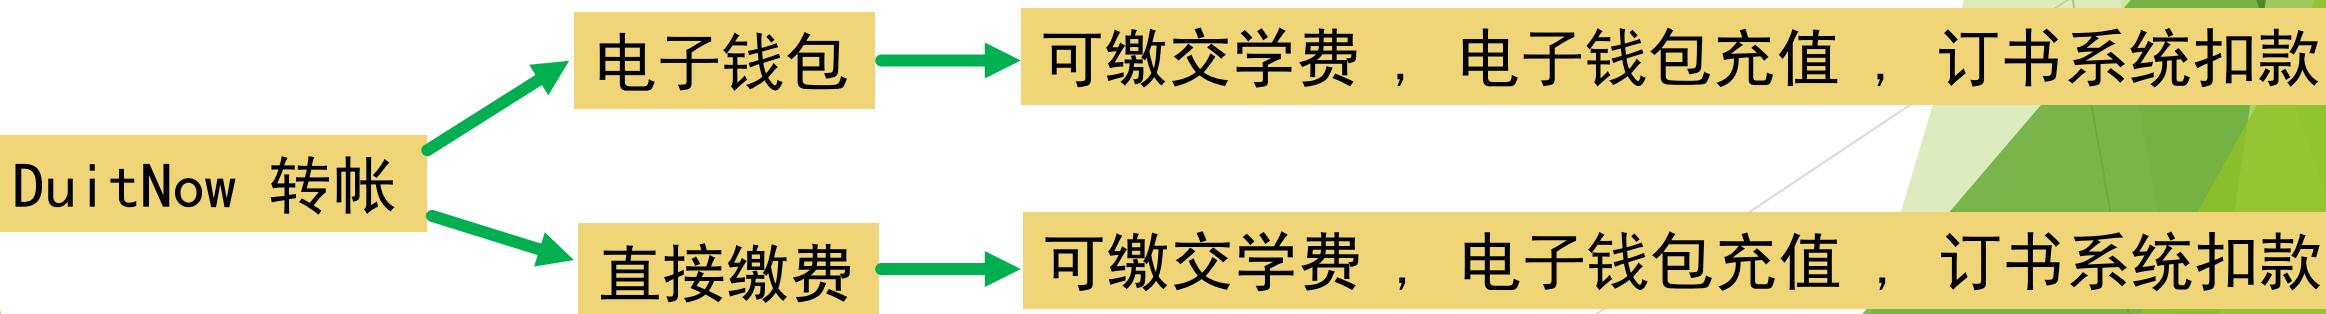 电子钱包
可缴交学费, 电子钱包充值, 订书系统扣款
DuitNow 转帐
直接缴费
可缴交学费, 电子钱包充值, 订书系统扣款